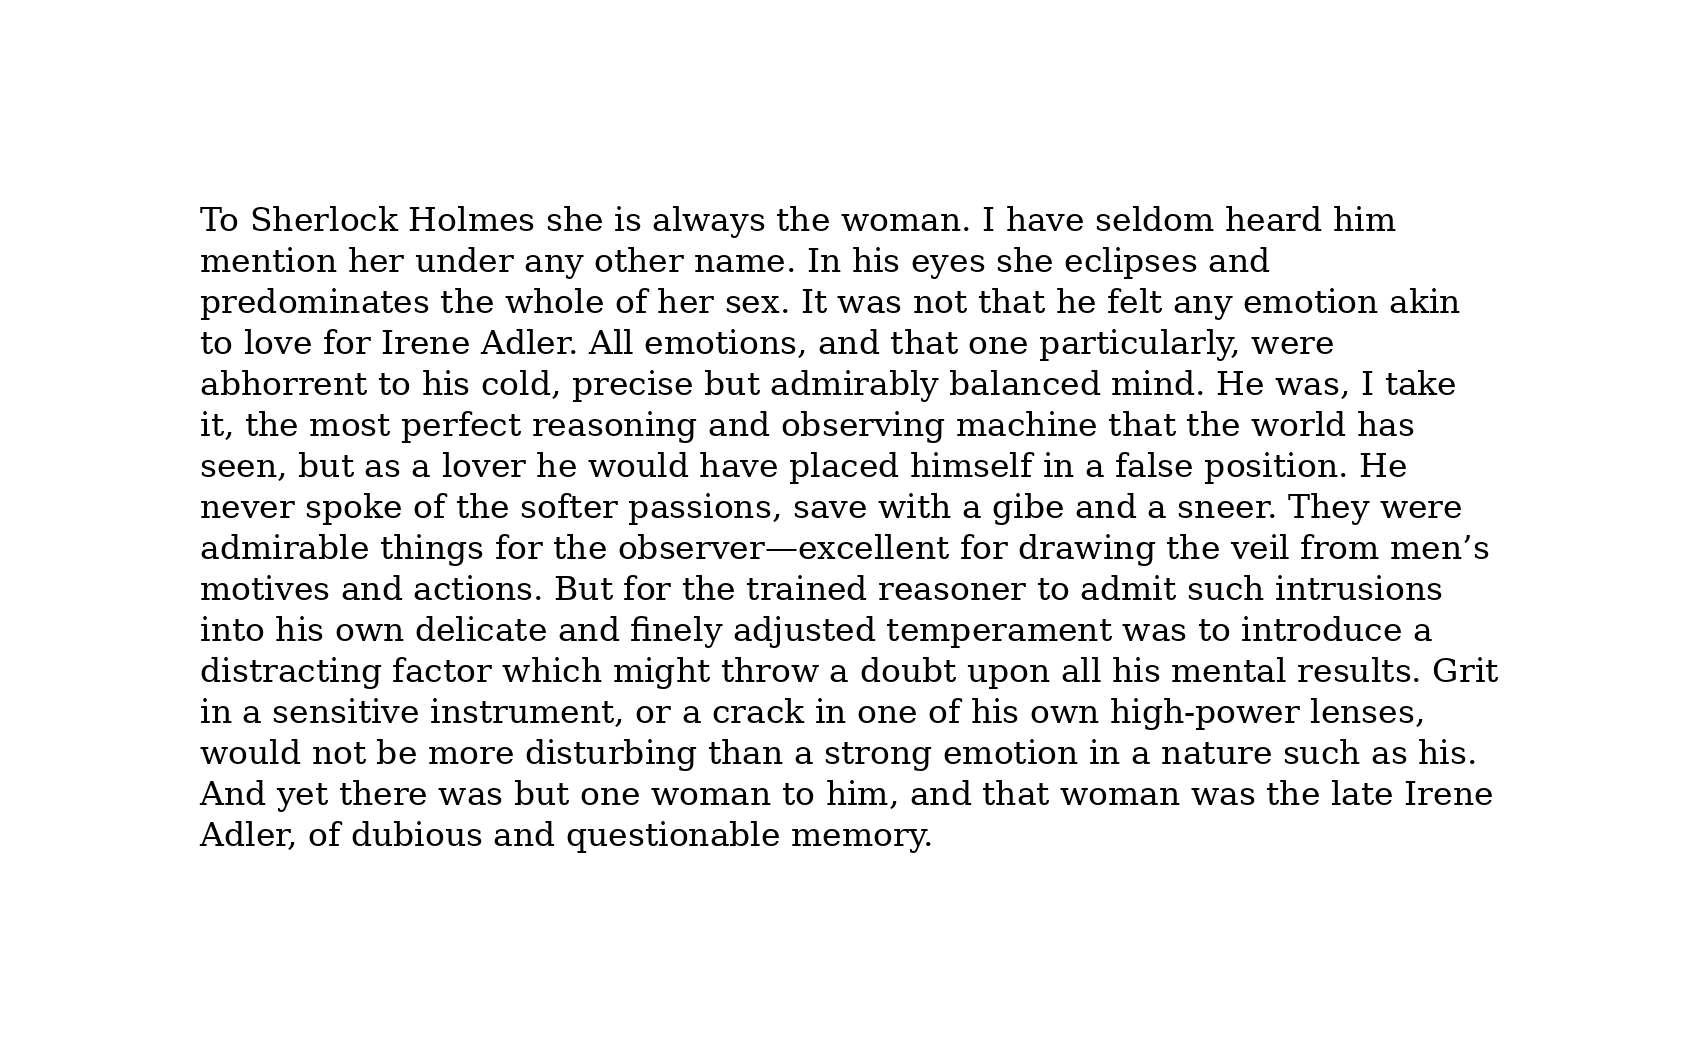 To Sherlock Holmes she is always the woman. I have seldom heard him
mention her under any other name. In his eyes she eclipses and
predominates the whole of her sex. It was not that he felt any emotion akin
to love for Irene Adler. All emotions, and that one particularly, were
abhorrent to his cold, precise but admirably balanced mind. He was, I take
it, the most perfect reasoning and observing machine that the world has
seen, but as a lover he would have placed himself in a false position. He
never spoke of the softer passions, save with a gibe and a sneer. They were
admirable things for the observer—excellent for drawing the veil from men’s
motives and actions. But for the trained reasoner to admit such intrusions
into his own delicate and finely adjusted temperament was to introduce a
distracting factor which might throw a doubt upon all his mental results. Grit
in a sensitive instrument, or a crack in one of his own high-power lenses,
would not be more disturbing than a strong emotion in a nature such as his.
And yet there was but one woman to him, and that woman was the late Irene
Adler, of dubious and questionable memory.